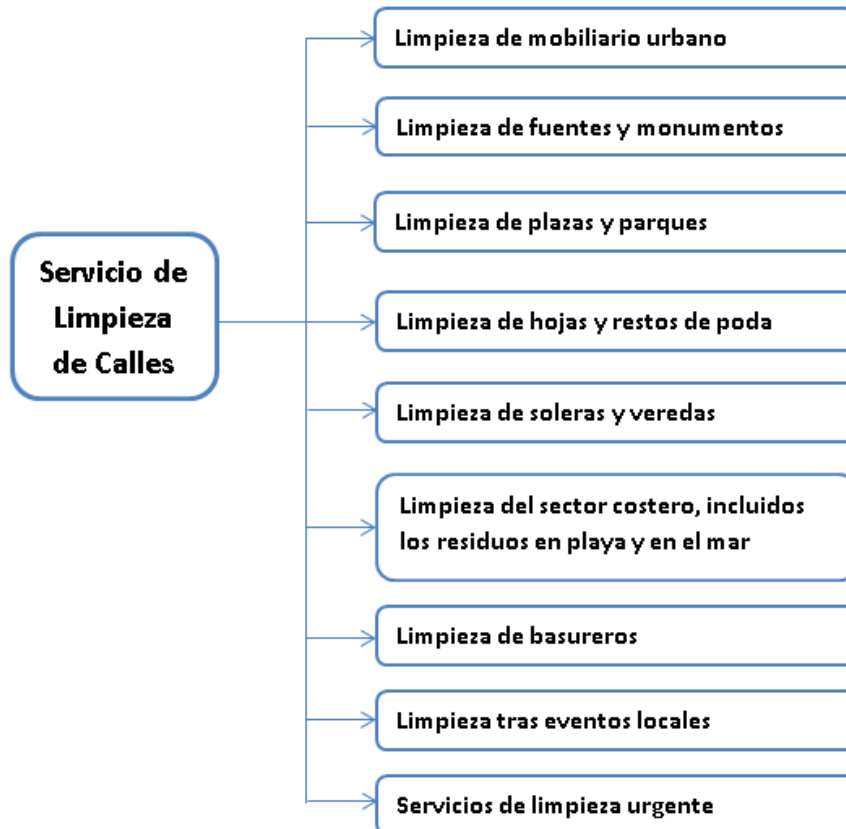 Limpieza de mobiliario urbano
Limpieza de fuentes y monumentos
Limpieza de plazas y parques
Servicio de
Limpieza
de Calles
Limpieza de hojas y restos de poda
Limpieza de soleras y veredas
Limpieza del sector costero, incluidos
los residuos en playa y en el mar
Limpieza de basureros
Limpieza tras eventos locales
Servicios de limpieza urgente